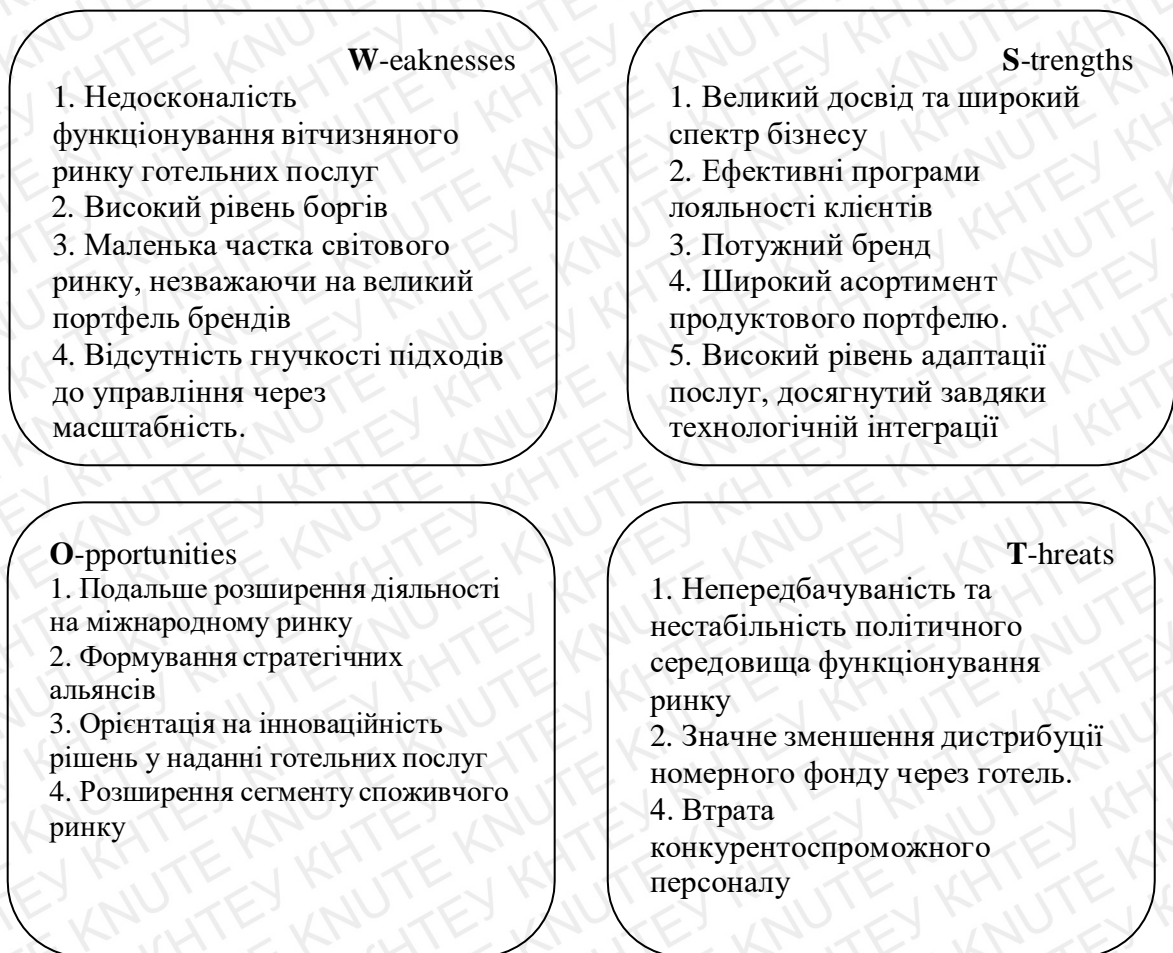 W-eaknesses
1. Недосконалість
функціонування вітчизняного
ринку готельних послуг
2. Високий рівень боргів
3. Маленька частка світового
ринку, незважаючи на великий
портфель брендів
4. Відсутність гнучкості підходів
до управління через
масштабність.
S-trengths
1. Великий досвід та широкий
спектр бізнесу
2. Ефективні програми
лояльності клієнтів
3. Потужний бренд
4. Широкий асортимент
продуктового портфелю.
5. Високий рівень адаптації
послуг, досягнутий завдяки
технологічній інтеграції
O-pportunities
1. Подальше розширення діяльності
на міжнародному ринку
2. Формування стратегічних
альянсів
3. Орієнтація на інноваційність
рішень у наданні готельних послуг
4. Розширення сегменту споживчого
ринку
T-hreats
1. Непередбачуваність та
нестабільність політичного
середовища функціонування
ринку
2. Значне зменшення дистрибуції
номерного фонду через готель.
4. Втрата
конкурентоспроможного
персоналу